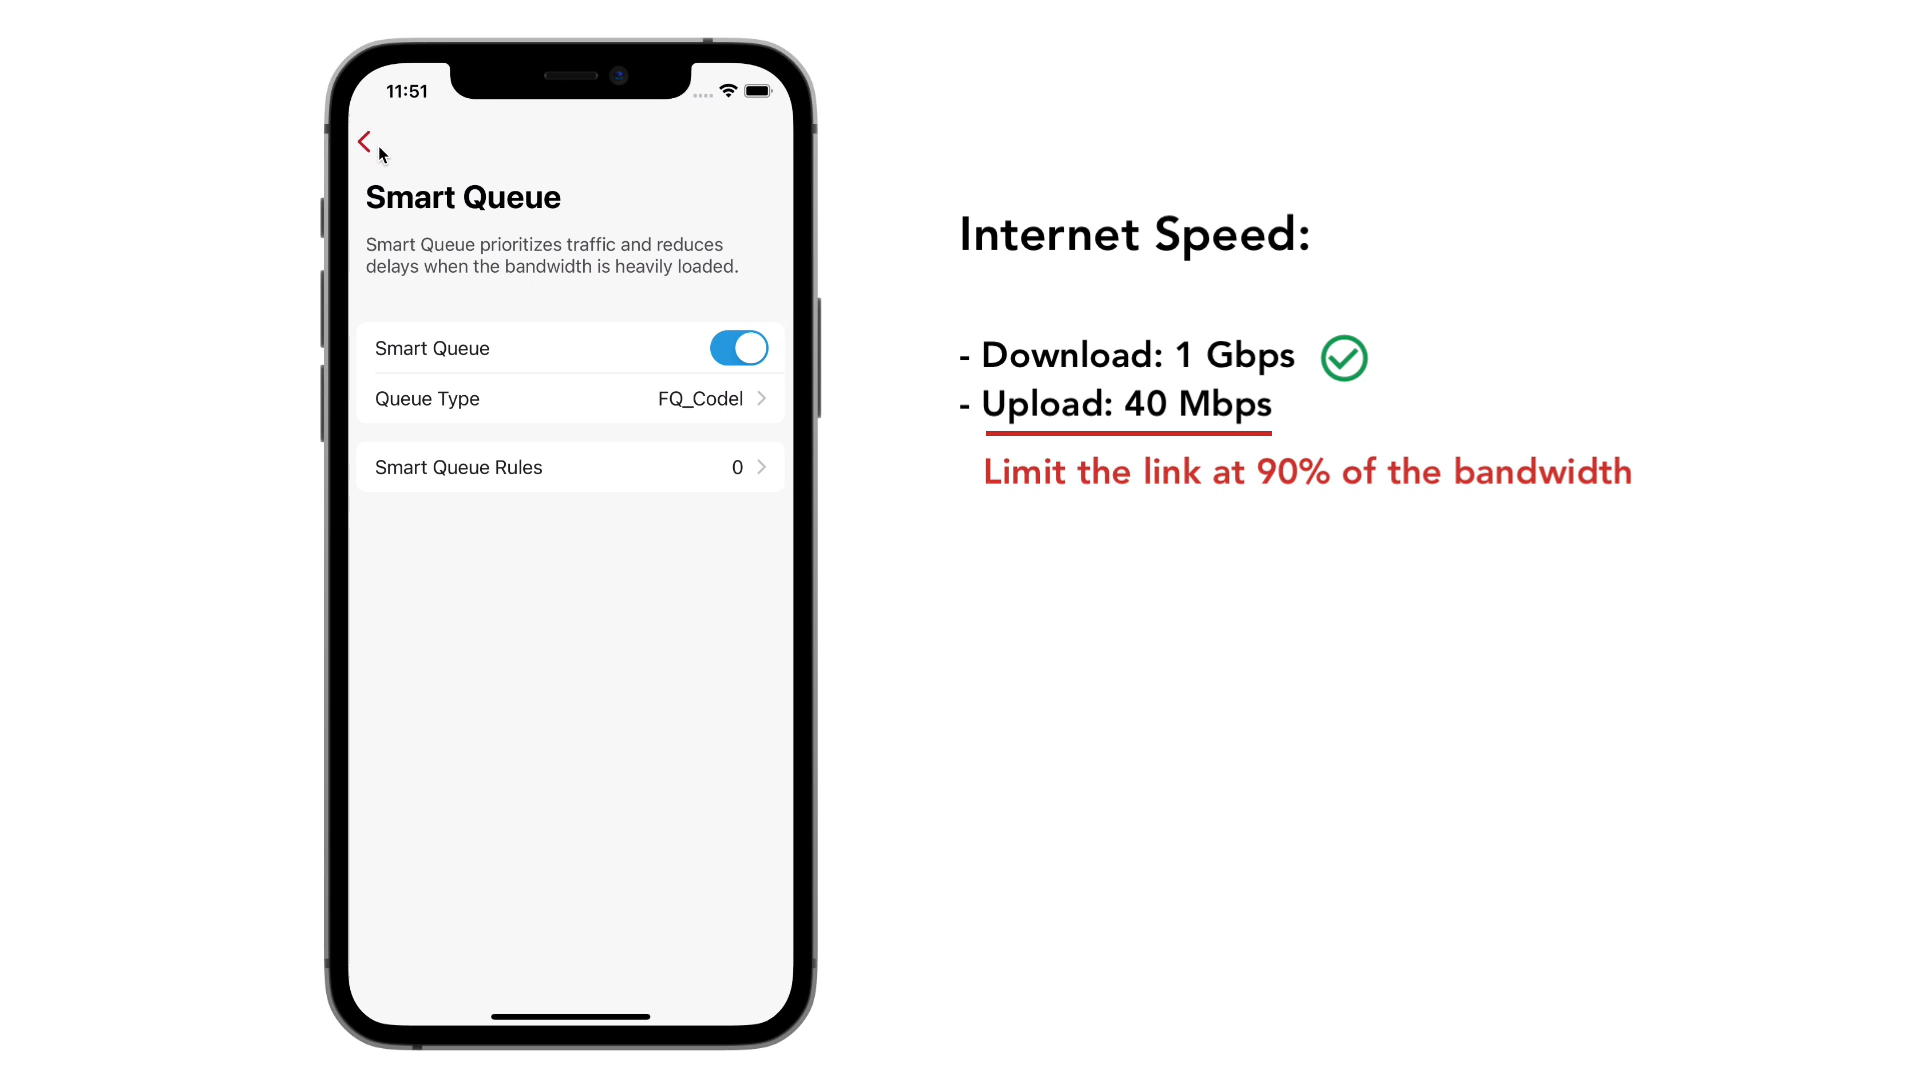 11:51
Smart Queue
Smart Queue prioritizes traffic and reduces
delays when the bandwidth is heavily loaded.
Smart Queue
Queue Type FQ_Codel
Smart Queue Rules 0
Internet Speed:
- Download: 1 Gbps
- Upload: 40 Mbps
Limit the link at 90% of the bandwidth